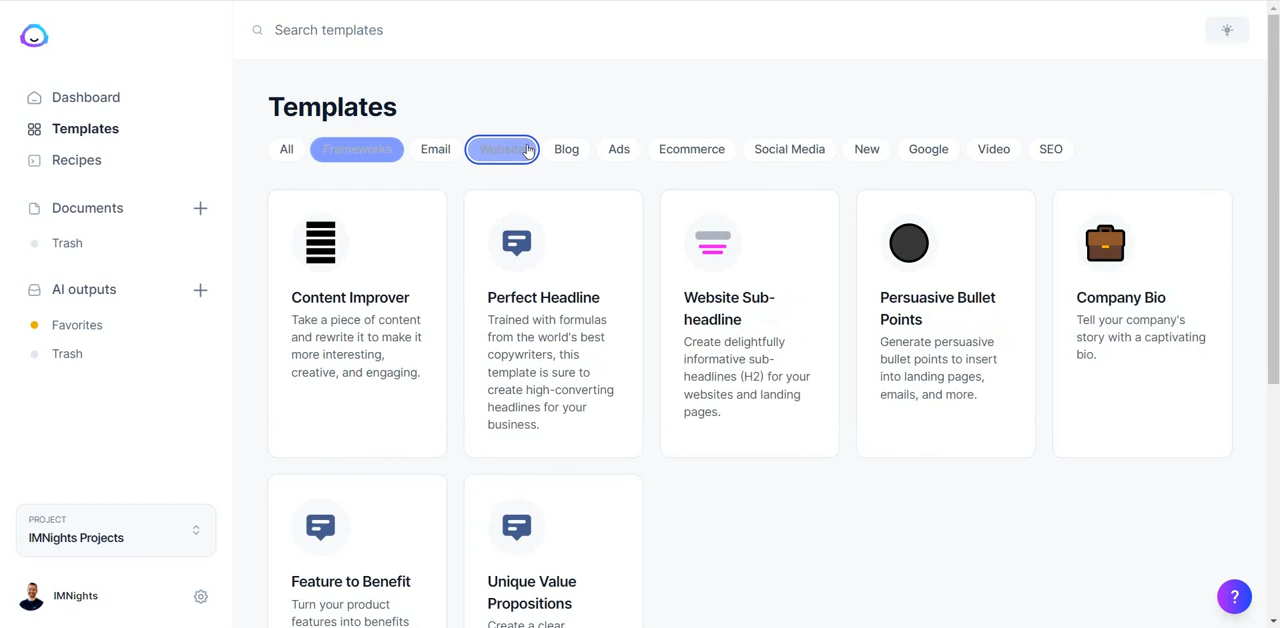 Search templates
Dashboard
Templates
Recipes
Documents
Trash
AI outputs
Favorites
Trash
PROJECT
IMNights Projects
IMNights
Templates
All
Frameworks
Email
Blog
Ads
Ecommerce
Social Media
New
Google
Video
SEO
Content Improver
Take a piece of content
and rewrite it to make it
more interesting,
creative, and engaging.
Perfect Headline
Trained with formulas
from the world's best
copywriters, this
template is sure to
create high-converting
headlines for your
business.
Website Sub-
headline
Create delightfully
informative sub-
headlines (H2) for your
websites and landing
pages.
Persuasive Bullet
Points
Generate persuasive
bullet points to insert
into landing pages,
emails, and more.
Company Bio
Tell your company's
story with a captivating
bio.
Feature to Benefit
Turn your product
features into benefits
Unique Value
Propositions
Create a clear
?